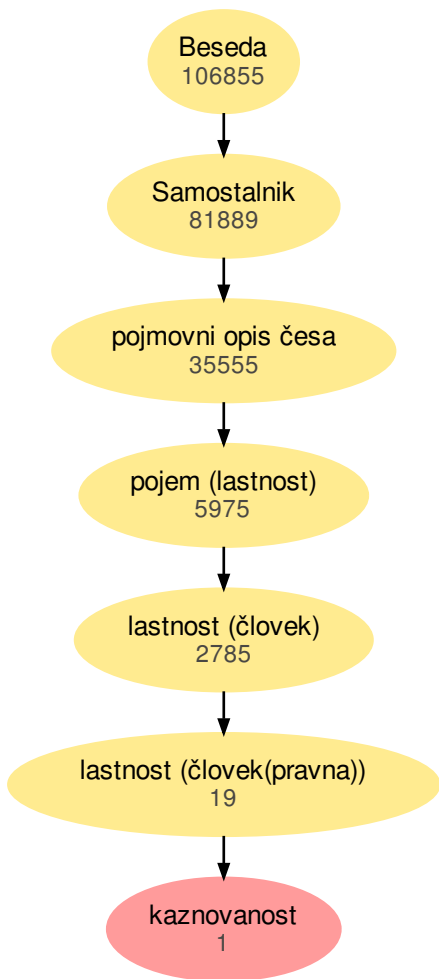 Beseda
106855
Samostalnik
81889
pojmovni opis česa
35555
pojem (lastnost)
5975
lastnost (človek)
2785
lastnost (človek(pravna))
19
kaznovanost
1